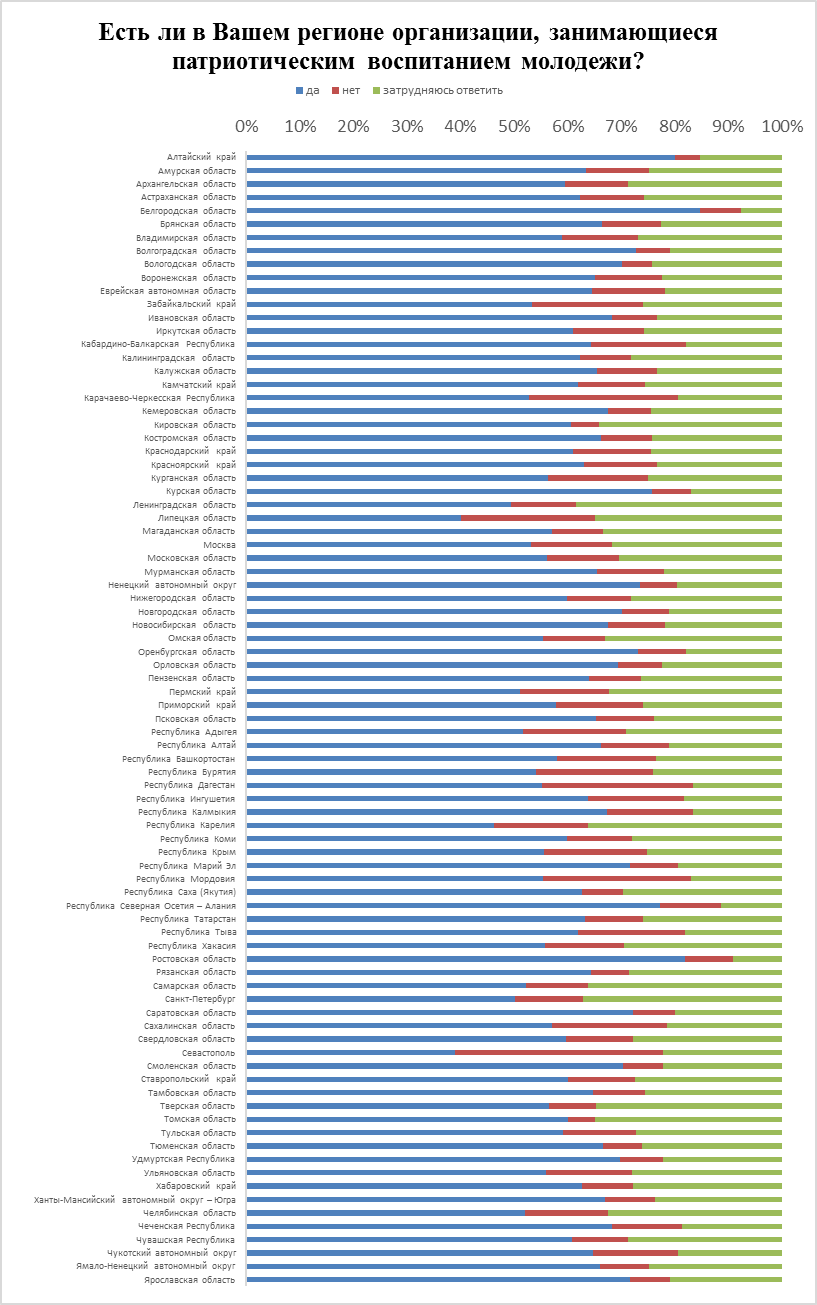 Есть ли в Вашем регионе организации, занимающиеся
патриотическим воспитанием молодежи?
да нет затрудняюсь ответить
0% 10% 20% 30% 40% 50% 60% 70% 80% 90% 100%
Алтайский край
Амурская область
Архангельская область
Астраханская область
Белгородская область
Брянская область
Владимирская область
Волгоградская область
Вологодская область
Воронежская область
Еврейская автономная область
Забайкальский край
Ивановская область
Иркутская область
Кабардино-Балкарская Республика
Калининградская область
Калужская область
Камчатский край
Карачаево-Черкесская Республика
Кемеровская область
Кировская область
Костромская область
Краснодарский край
Красноярский край
Курганская область
Курская область
Ленинградская область
Липецкая область
Магаданская область
Москва
Московская область
Мурманская область
Ненецкий автономный округ
Нижегородская область
Новгородская область
Новосибирская область
Омская область
Оренбургская область
Орловская область
Пензенская область
Пермский край
Приморский край
Псковская область
Республика Адыгея
Республика Алтай
Республика Башкортостан
Республика Бурятия
Республика Дагестан
Республика Ингушетия
Республика Калмыкия
Республика Карелия
Республика Коми
Республика Крым
Республика Марий Эл
Республика Мордовия
Республика Саха (Якутия)
Республика Северная Осетия – Алания
Республика Татарстан
Республика Тыва
Республика Хакасия
Ростовская область
Рязанская область
Самарская область
Санкт-Петербург
Саратовская область
Сахалинская область
Свердловская область
Севастополь
Смоленская область
Ставропольский край
Тамбовская область
Тверская область
Томская область
Тульская область
Тюменская область
Удмуртская Республика
Ульяновская область
Хабаровский край
Ханты-Мансийский автономный округ – Югра
Челябинская область
Чеченская Республика
Чувашская Республика
Чукотский автономный округ
Ямало-Ненецкий автономный округ
Ярославская область